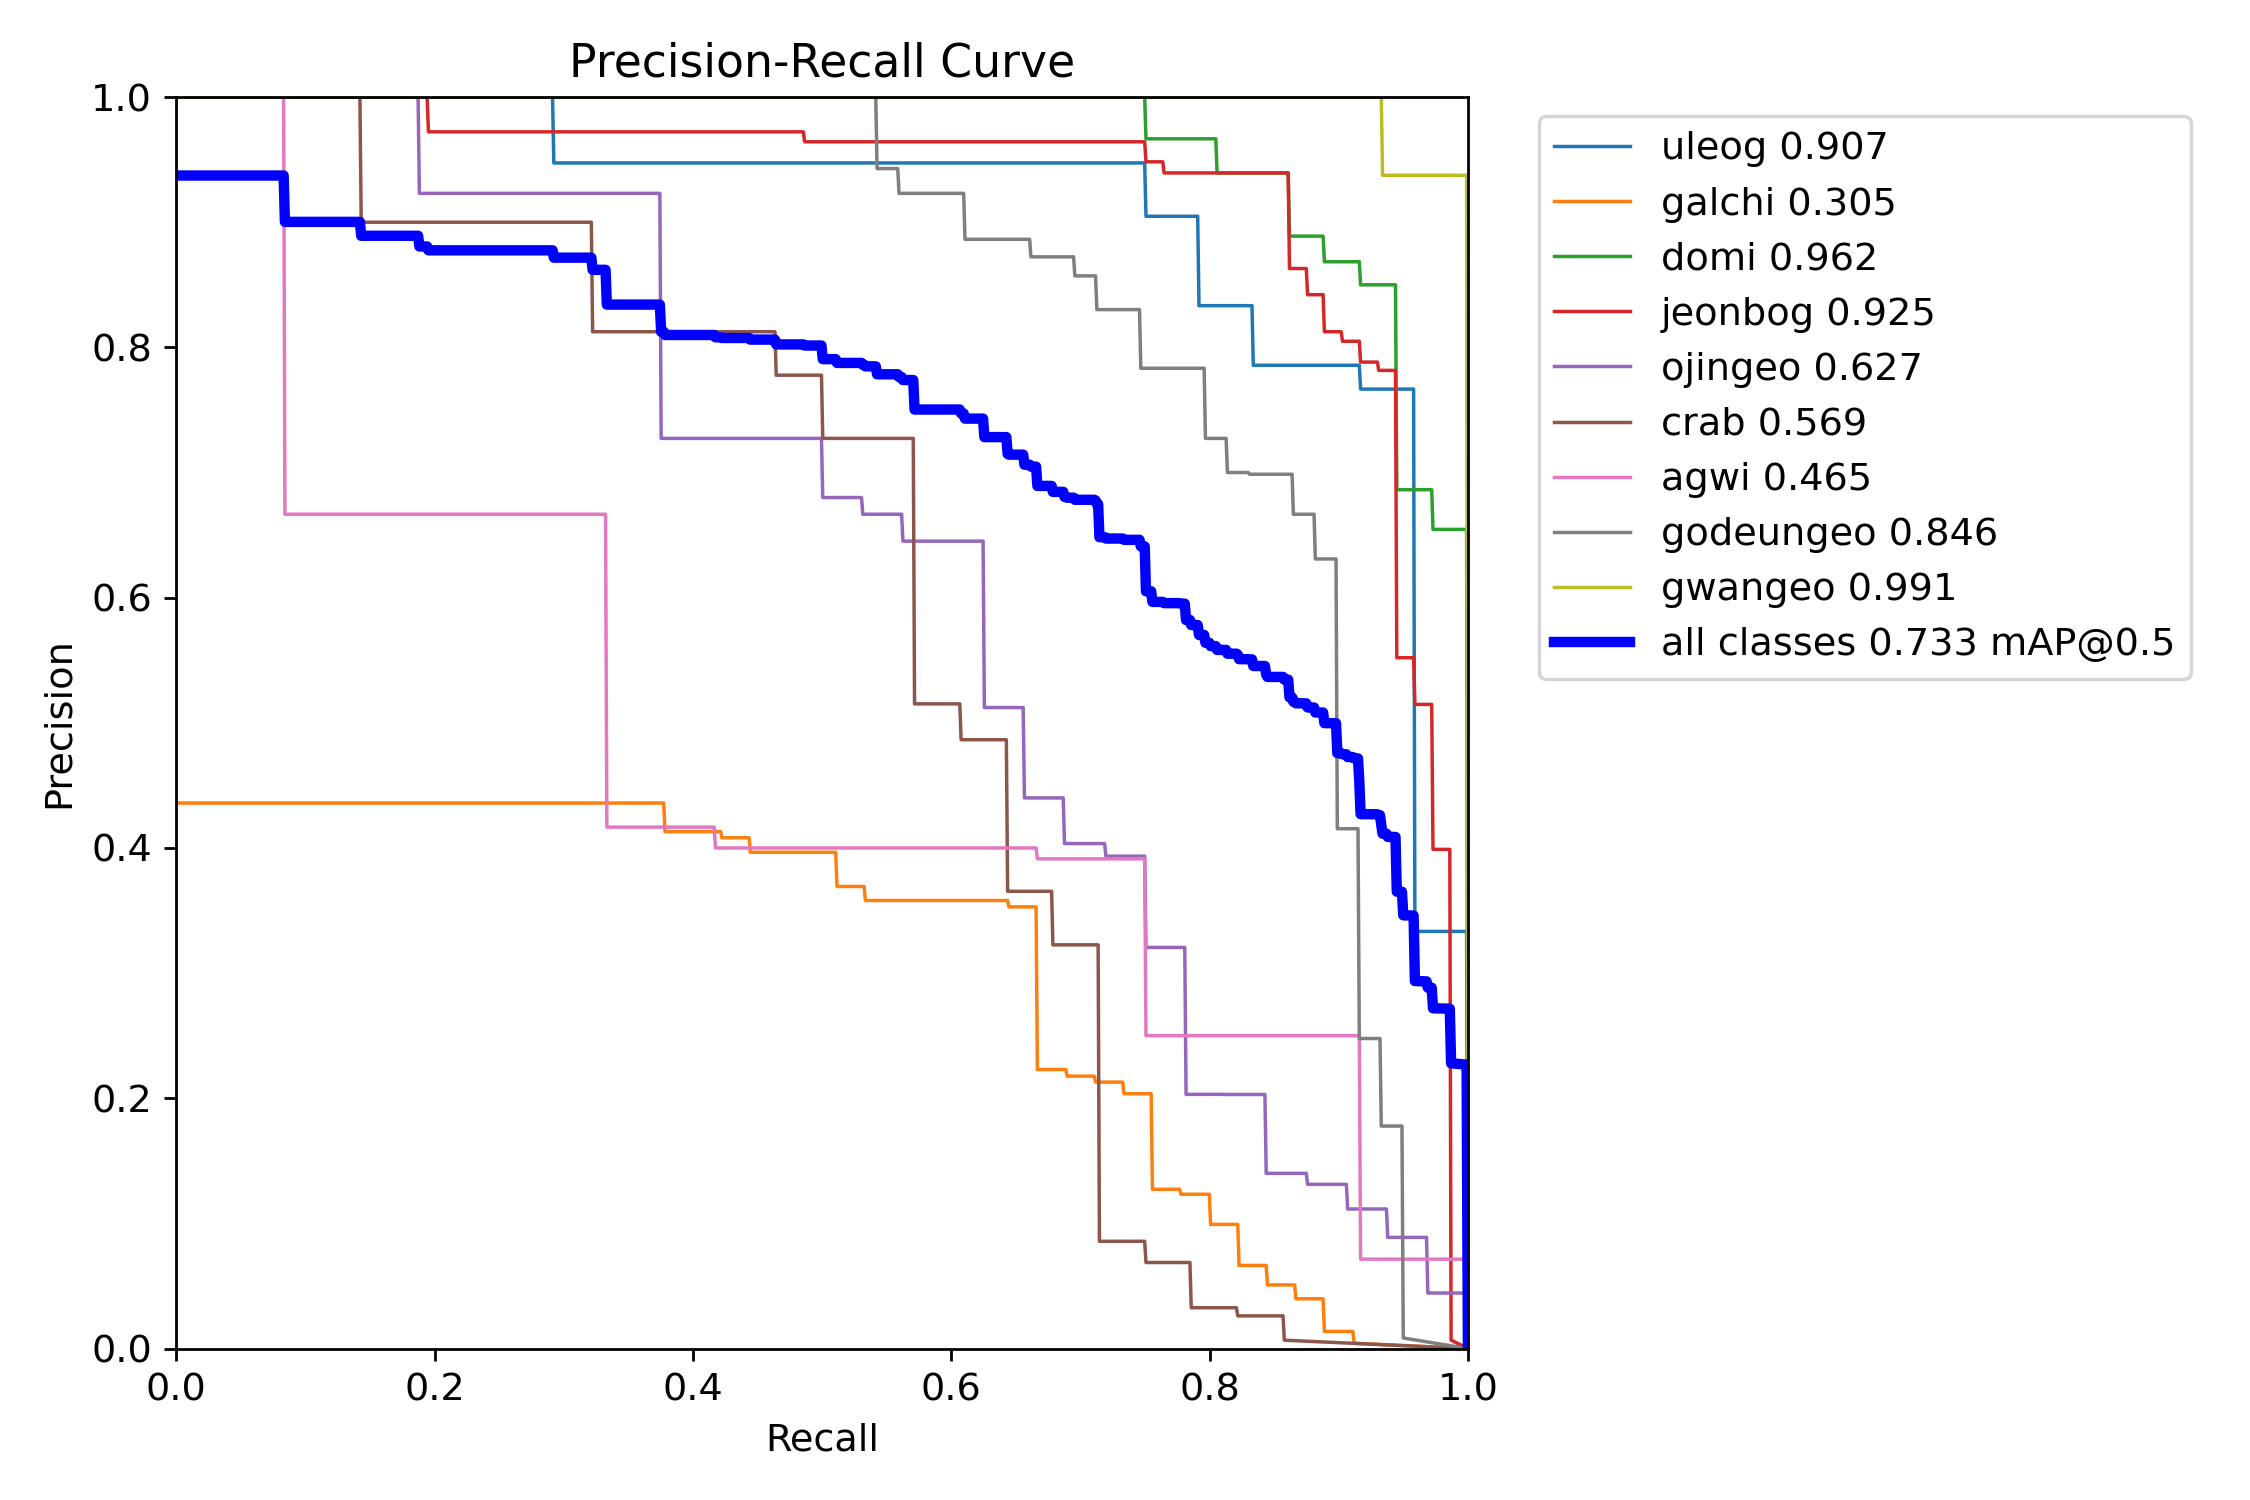 Precision-Recall Curve
1.0
0.8
0.6
0.4
0.2
0.0
Precision
0.0 0.2 0.4 0.6 0.8 1.0
Recall
uleog 0.907
galchi 0.305
domi 0.962
jeonbog 0.925
ojingeo 0.627
crab 0.569
agwi 0.465
godeungeo 0.846
gwangeo 0.991
all classes 0.733 mAP@0.5